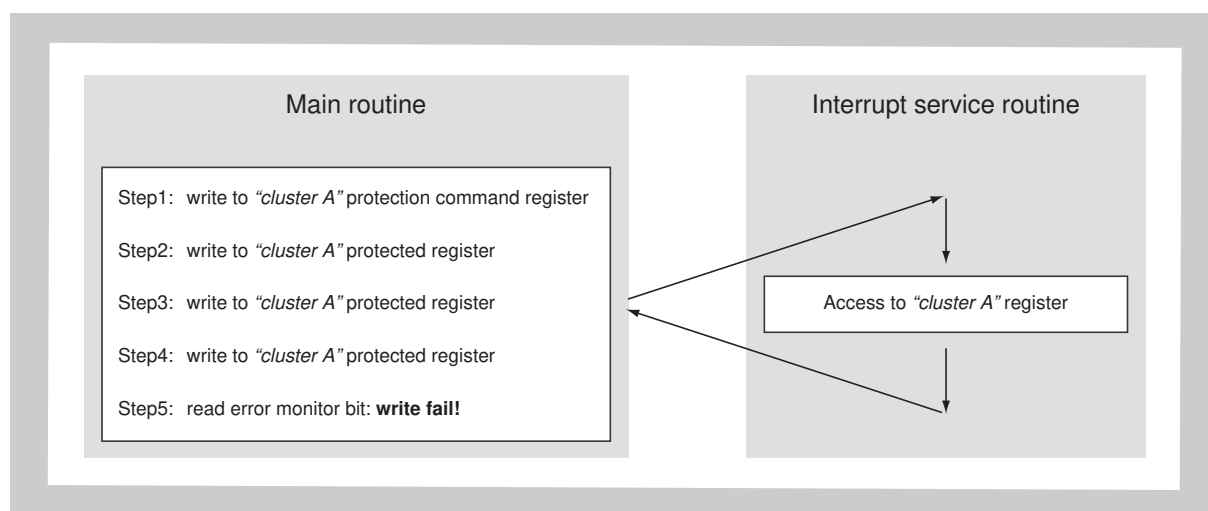 Main routine
Step1: write to “cluster A” protection command register
Step2: write to “cluster A” protected register
Step3: write to “cluster A” protected register
Step4: write to “cluster A” protected register
Step5: read error monitor bit: write fail!
Interrupt service routine
Access to “cluster A” register